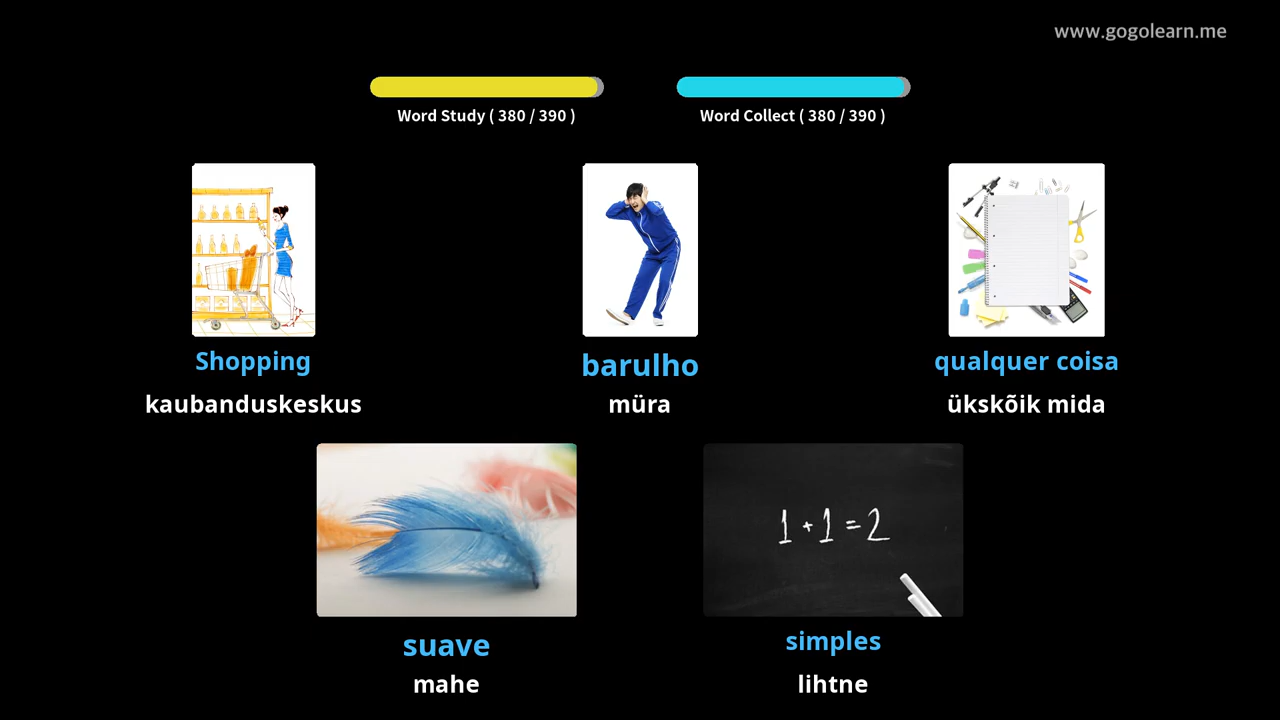 www.gogolearn.me
Word Study ( 380 / 390 )
Word Collect ( 380 / 390 )
Shopping
kaubanduskeskus
barulho
müra
qualquer coisa
ükskõik mida
1 + 1 = 2
suave
mahe
simples
lihtne